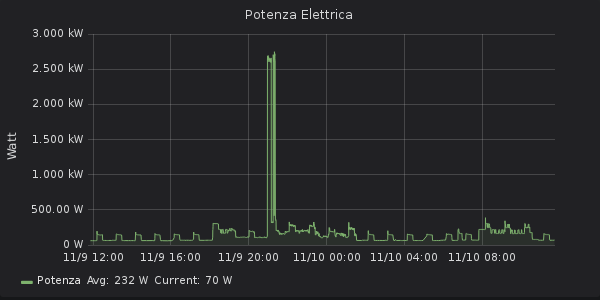 Potenza Elettrica
3.000 kW
2.500 kW
2.000 kW
1.500 kW
1.000 kW
500.00 W
0 W
Watt
11/9 12:00 11/9 16:00 11/9 20:00 11/10 00:00 11/10 04:00 11/10 08:00
Potenza Avg: 232 W Current: 70 W